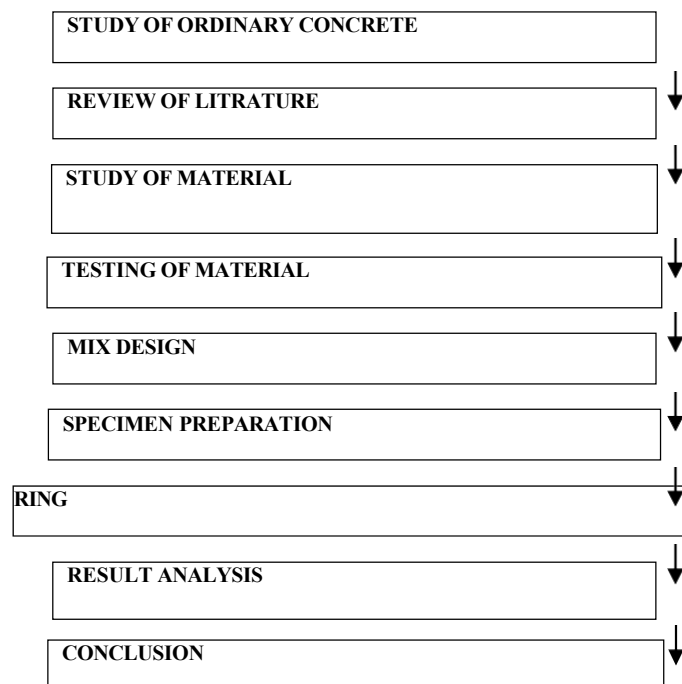 STUDY OF ORDINARY CONCRETE
REVIEW OF LITRATURE
STUDY OF MATERIAL
TESTING OF MATERIAL
MIX DESIGN
SPECIMEN PREPARATION
RING
RESULT ANALYSIS
CONCLUSION